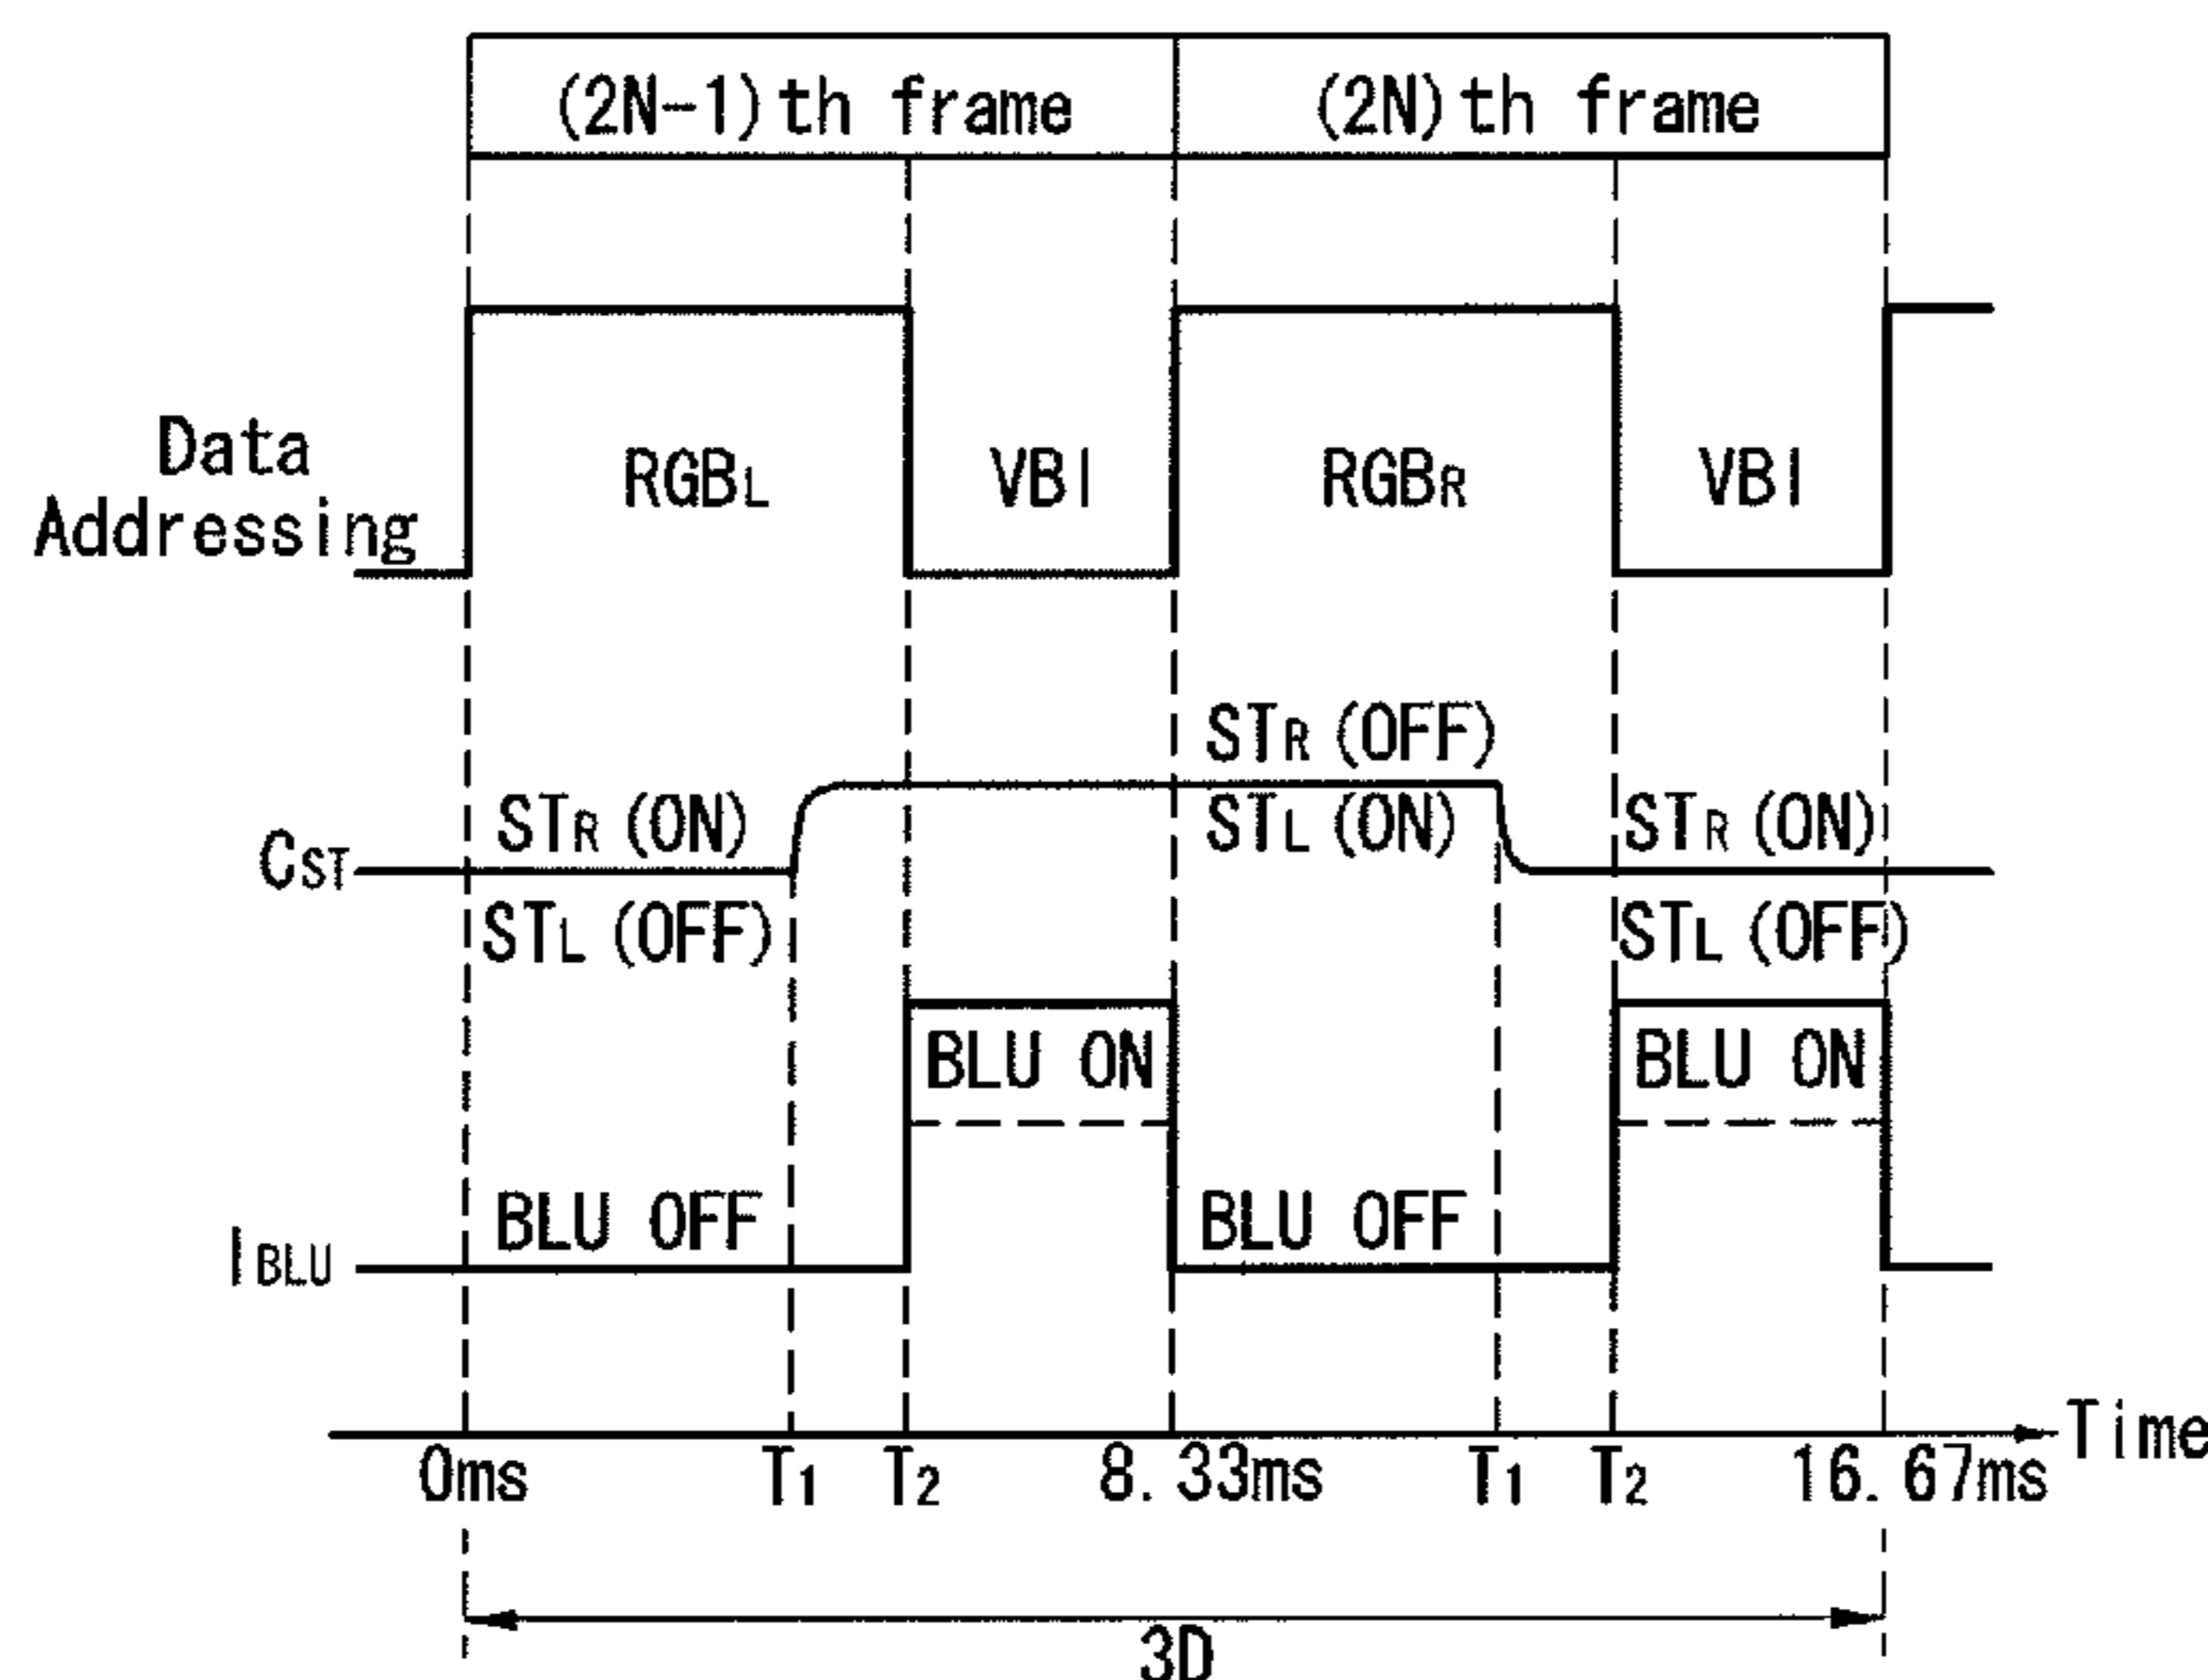 (2N-1)th frame
(2N)th frame
Data
Addressing
RGBL
VBI
RGBR
VBI
STR (OFF)
STR (ON)
STL (ON)
STR (ON)
CST
STL (OFF)
STL (OFF)
BLU ON
BLU ON
BLU OFF
BLU OFF
IBLU
Time
0ms
T1
T2
8.33ms
T1
T2
16.67ms
3D